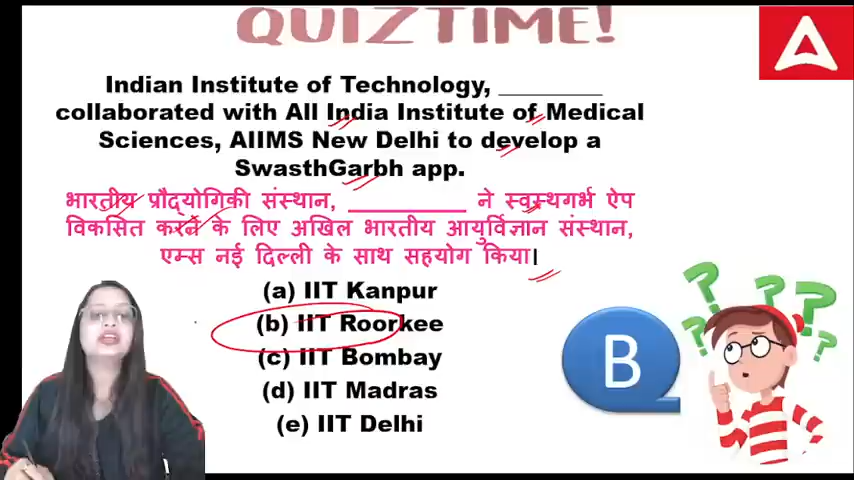 QUIZTIME!
Indian Institute of Technology, _________
collaborated with All India Institute of Medical
Sciences, AIIMS New Delhi to develop a
SwasthGarbh app.
भारतीय प्रौद्योगिकी संस्थान, __________ ने स्वस्थगर्भ ऐप
विकसित करने के लिए अखिल भारतीय आयुर्विज्ञान संस्थान,
एम्स नई दिल्ली के साथ सहयोग किया।
(a) IIT Kanpur
(b) IIT Roorkee
(c) IIT Bombay
(d) IIT Madras
(e) IIT Delhi
B